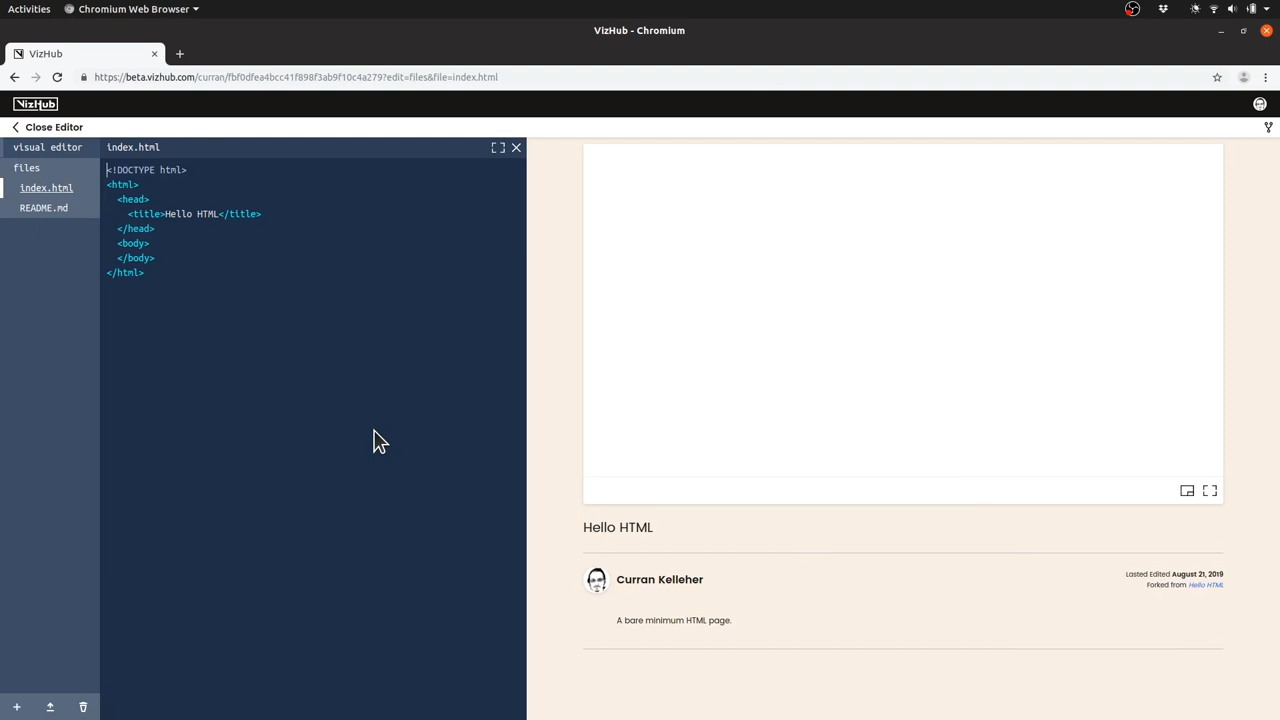 Activities
Chromium Web Browser
VizHub - Chromium
VizHub
https://beta.vizhub.com/curran/fbf0dfea4bcc41f898f3ab9f10c4a279?edit=files&file=index.html
VizHub
Close Editor
visual editor
index.html
files
index.html
README.md
<!DOCTYPE html>
<html>
<head>
<title>Hello HTML</title>
</head>
<body>
</body>
</html>
Hello HTML
Curran Kelleher
Lasted Edited August 21, 2019
Forked from Hello HTML
A bare minimum HTML page.